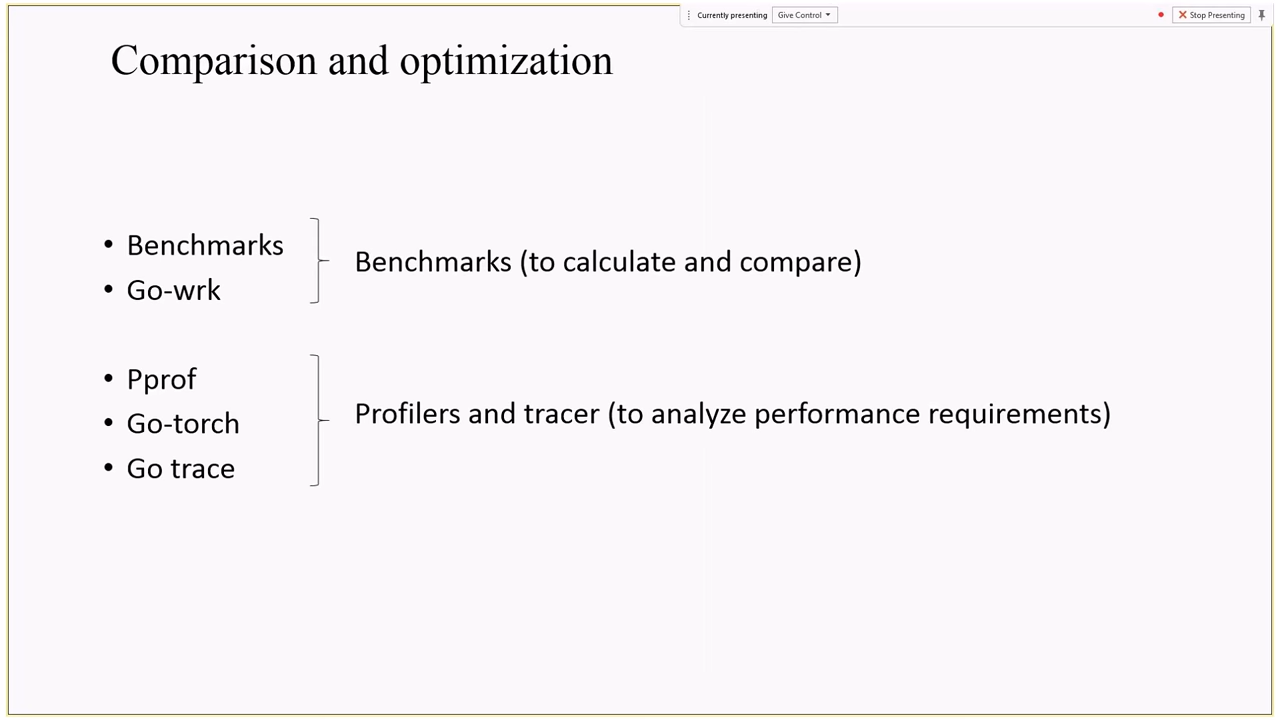 Currently presenting Give Control Stop Presenting
Comparison and optimization
• Benchmarks
• Go-wrk
Benchmarks (to calculate and compare)
• Pprof
• Go-torch
• Go trace
Profilers and tracer (to analyze performance requirements)